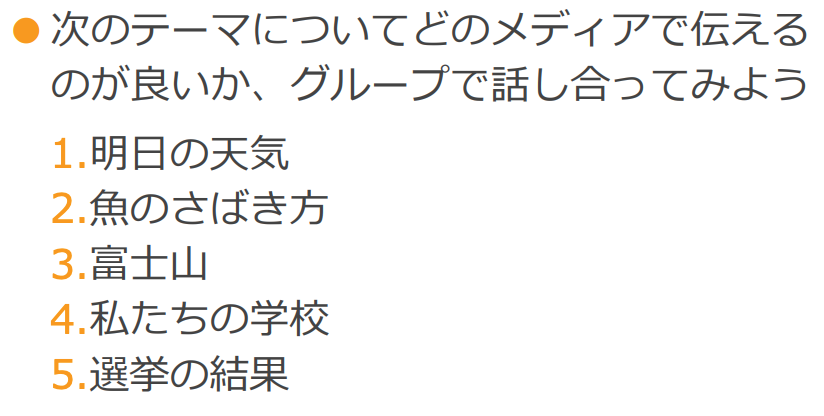 ● 次のテーマについてどのメディアで伝える
のが良いか、グループで話し合ってみよう
1.明日の天気
2.魚のさばき方
3.富士山
4.私たちの学校
5.選挙の結果